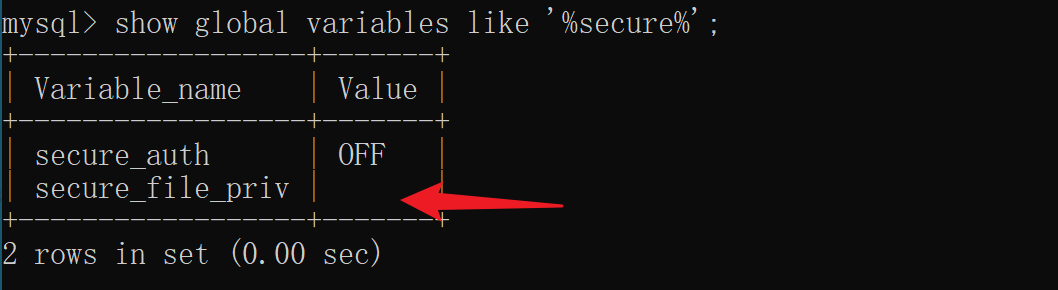 mysql> show global variables like '%secure%';
+------------------+-------+
| Variable_name    | Value |
+------------------+-------+
| secure_auth      | OFF   |
| secure_file_priv |       |
+------------------+-------+
2 rows in set (0.00 sec)